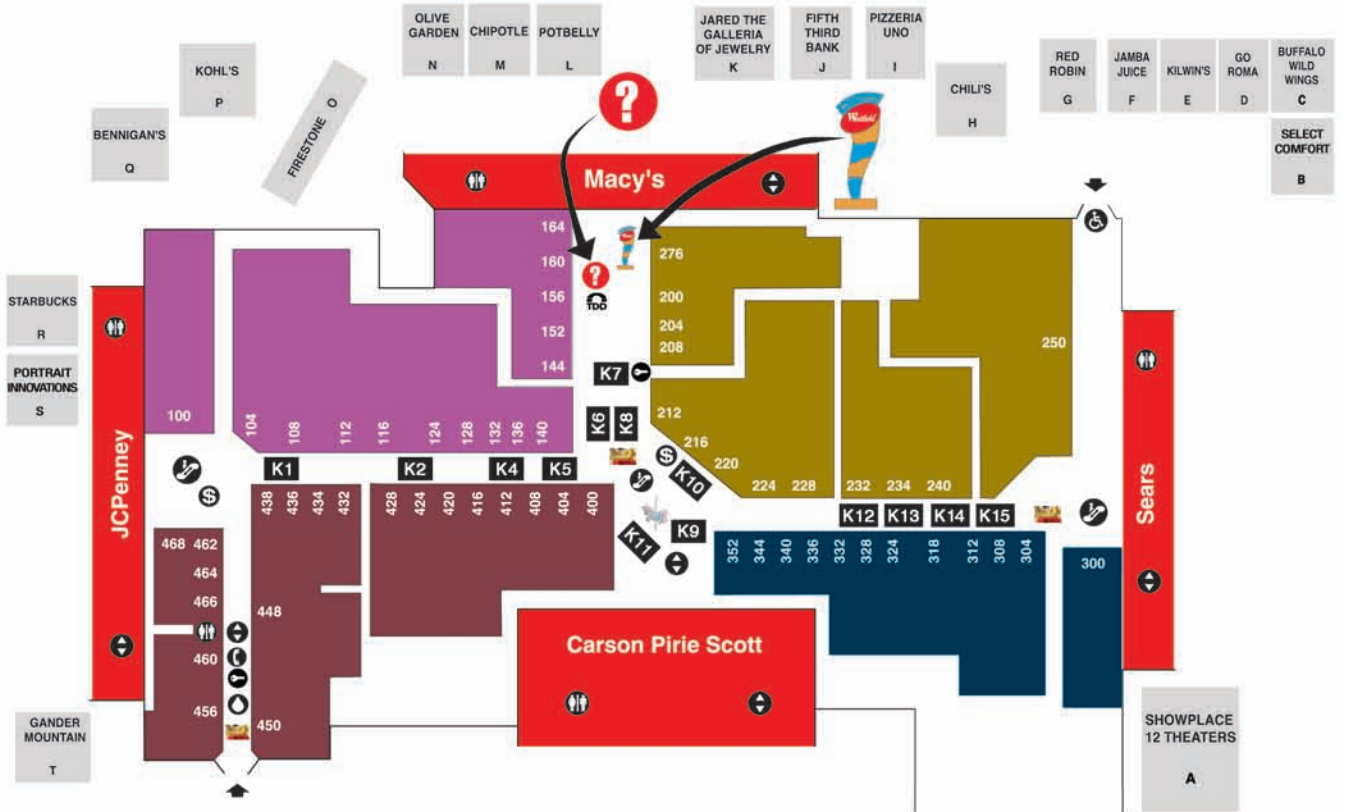 OLIVE
GARDEN
N
CHIPOTLE
M
POTBELLY
L
JARED THE
GALLERIA
OF JEWELRY
K
FIFTH
THIRD
BANK
J
PIZZERIA
UNO
I
KOHL'S
P
FIRESTONE O
BENNIGAN'S
Q
CHILI'S
H
RED
ROBIN
G
JAMBA
JUICE
F
KILWIN'S
E
GO
ROMA
D
BUFFALO
WILD
WINGS
C
SELECT
COMFORT
B
?
Westfield
Macy's
164
160
156
152
144
?
TDD
276
200
204
208
250
STARBUCKS
R
PORTRAIT
INNOVATIONS
S
JCPenney
100
104
108
112
116
124
128
132
136
140
K7
K6
K8
212
216
220
224
228
232
234
240
K1
K2
K4
K5
$
K10
$
K12
K13
K14
K15
Sears
438
436
434
432
428
424
420
416
412
408
404
400
K11
K9
352
344
340
336
332
328
324
318
312
308
304
300
468
462
464
466
448
460
456
450
Carson Pirie Scott
GANDER
MOUNTAIN
T
SHOWPLACE
12 THEATERS
A